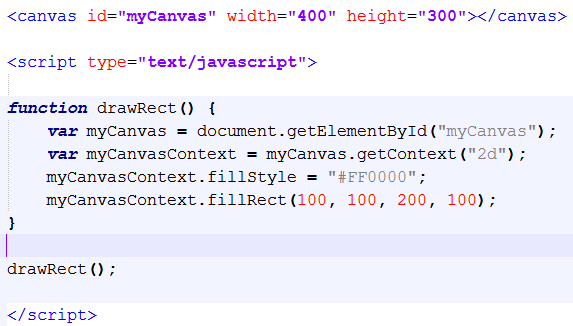 <canvas id="myCanvas" width="400" height="300"></canvas>
<script type="text/javascript">
function drawRect() {
var myCanvas = document.getElementById("myCanvas");
var myCanvasContext = myCanvas.getContext("2d");
myCanvasContext.fillStyle = "#FF0000";
myCanvasContext.fillRect(100, 100, 200, 100);
}
drawRect();
</script>